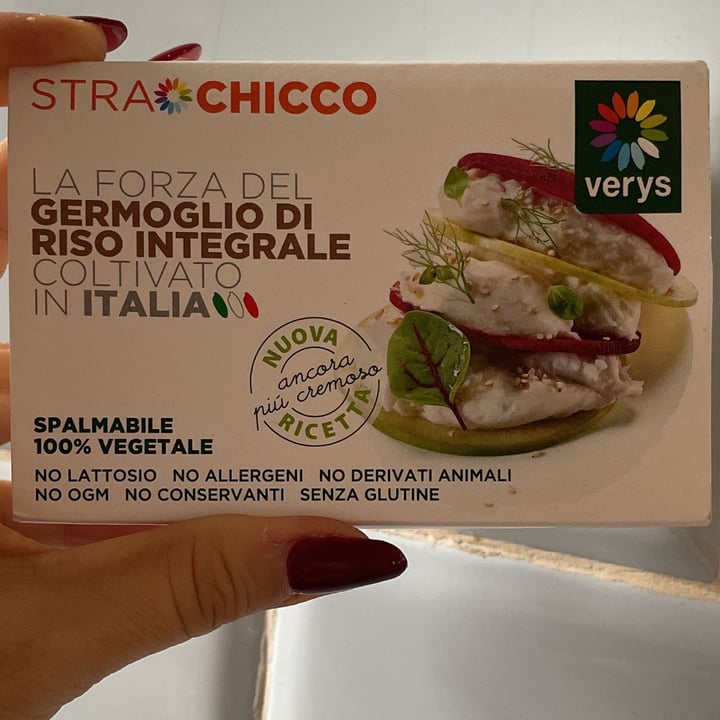 STRA CHICCO
verys
LA FORZA DEL
GERMOGLIO DI
RISO INTEGRALE
COLTIVATO
IN ITALIA
NUOVA
ancora
più cremoso
RICETTA
SPALMABILE
100% VEGETALE
NO LATTOSIO NO ALLERGENI NO DERIVATI ANIMALI
NO OGM NO CONSERVANTI SENZA GLUTINE